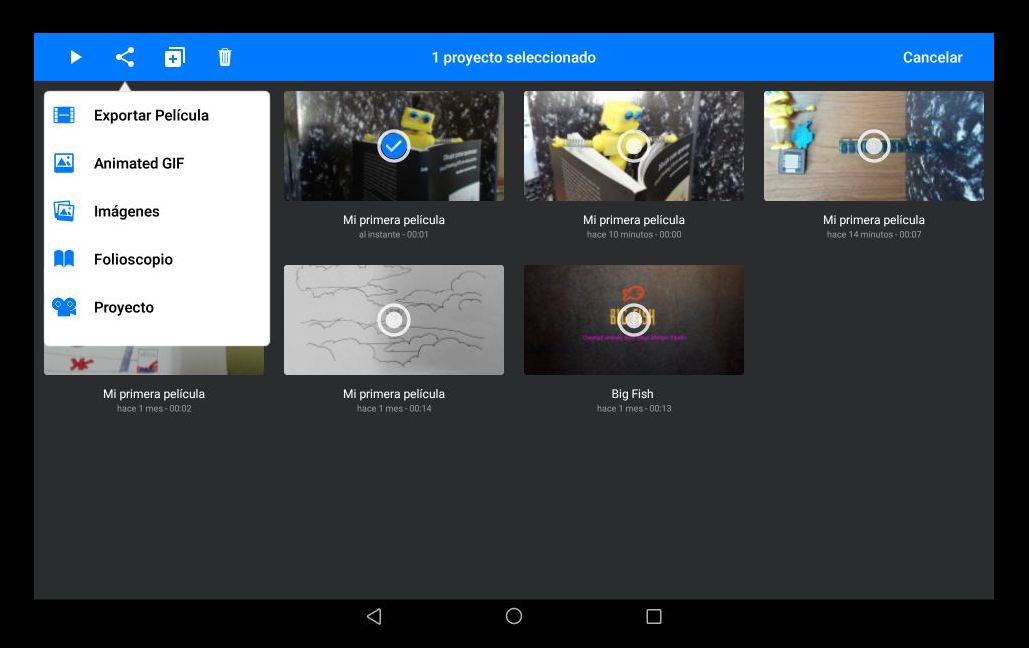 1 proyecto seleccionado
Cancelar
Exportar Película
Animated GIF
Imágenes
Folioscopio
Proyecto
Mi primera película
al instante - 00:01
Mi primera película
hace 10 minutos - 00:00
Mi primera película
hace 14 minutos - 00:07
BIG FISH
Mi primera película
hace 1 mes - 00:02
Mi primera película
hace 1 mes - 00:14
Big Fish
hace 1 mes - 00:13